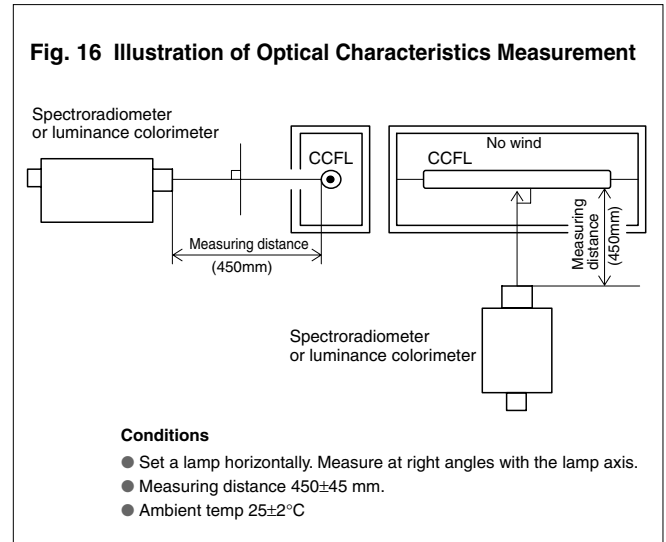 Fig. 16 Illustration of Optical Characteristics Measurement
Spectroradiometer
or luminance colorimeter
CCFL
Measuring distance
(450mm)
No wind
CCFL
Measuring
distance
(450mm)
Spectroradiometer
or luminance colorimeter
Conditions
● Set a lamp horizontally. Measure at right angles with the lamp axis.
● Measuring distance 450±45 mm.
● Ambient temp 25±2°C